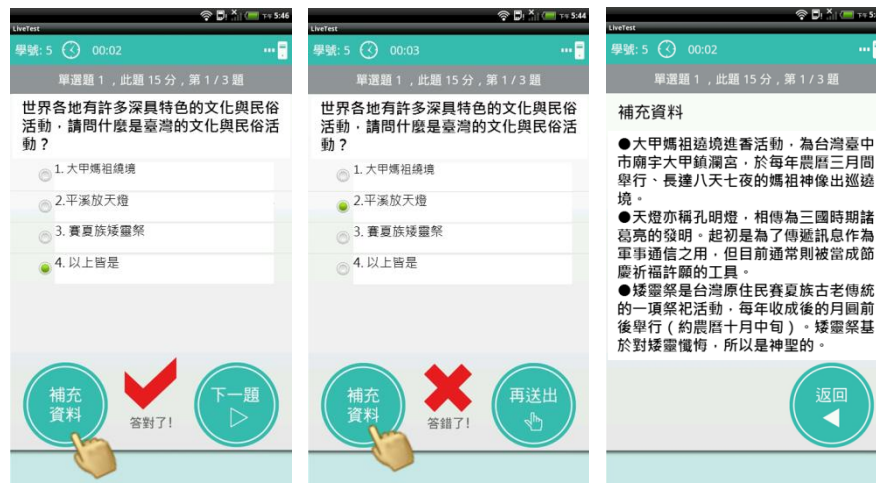 下午 5:46
LiveTest
學號: 5 00:02
單選題 1 , 此題 15 分 , 第 1 / 3 題
世界各地有許多深具特色的文化與民俗
活動，請問什麼是臺灣的文化與民俗活
動？
1. 大甲媽祖繞境
2.平溪放天燈
3. 賽夏族矮靈祭
4. 以上皆是
補充
資料
答對了!
下一題
下午 5:44
LiveTest
學號: 5 00:03
單選題 1 , 此題 15 分 , 第 1 / 3 題
世界各地有許多深具特色的文化與民俗
活動，請問什麼是臺灣的文化與民俗活
動？
1. 大甲媽祖繞境
2.平溪放天燈
3. 賽夏族矮靈祭
4. 以上皆是
補充
資料
答錯了!
再送出
下午 5:
LiveTest
學號: 5 00:02
單選題 1 , 此題 15 分 , 第 1 / 3 題
補充資料
●大甲媽祖遶境進香活動，為台灣臺中
市廟宇大甲鎮瀾宮，於每年農曆三月間
舉行、長達八天七夜的媽祖神像出巡遶
境。
●天燈亦稱孔明燈，相傳為三國時期諸
葛亮的發明。起初是為了傳遞訊息作為
軍事通信之用，但目前通常則被當成節
慶祈福許願的工具。
●矮靈祭是台灣原住民賽夏族古老傳統
的一項祭祀活動，每年收成後的月圓前
後舉行（約農曆十月中旬）。矮靈祭基
於對矮靈懺悔，所以是神聖的。
返回